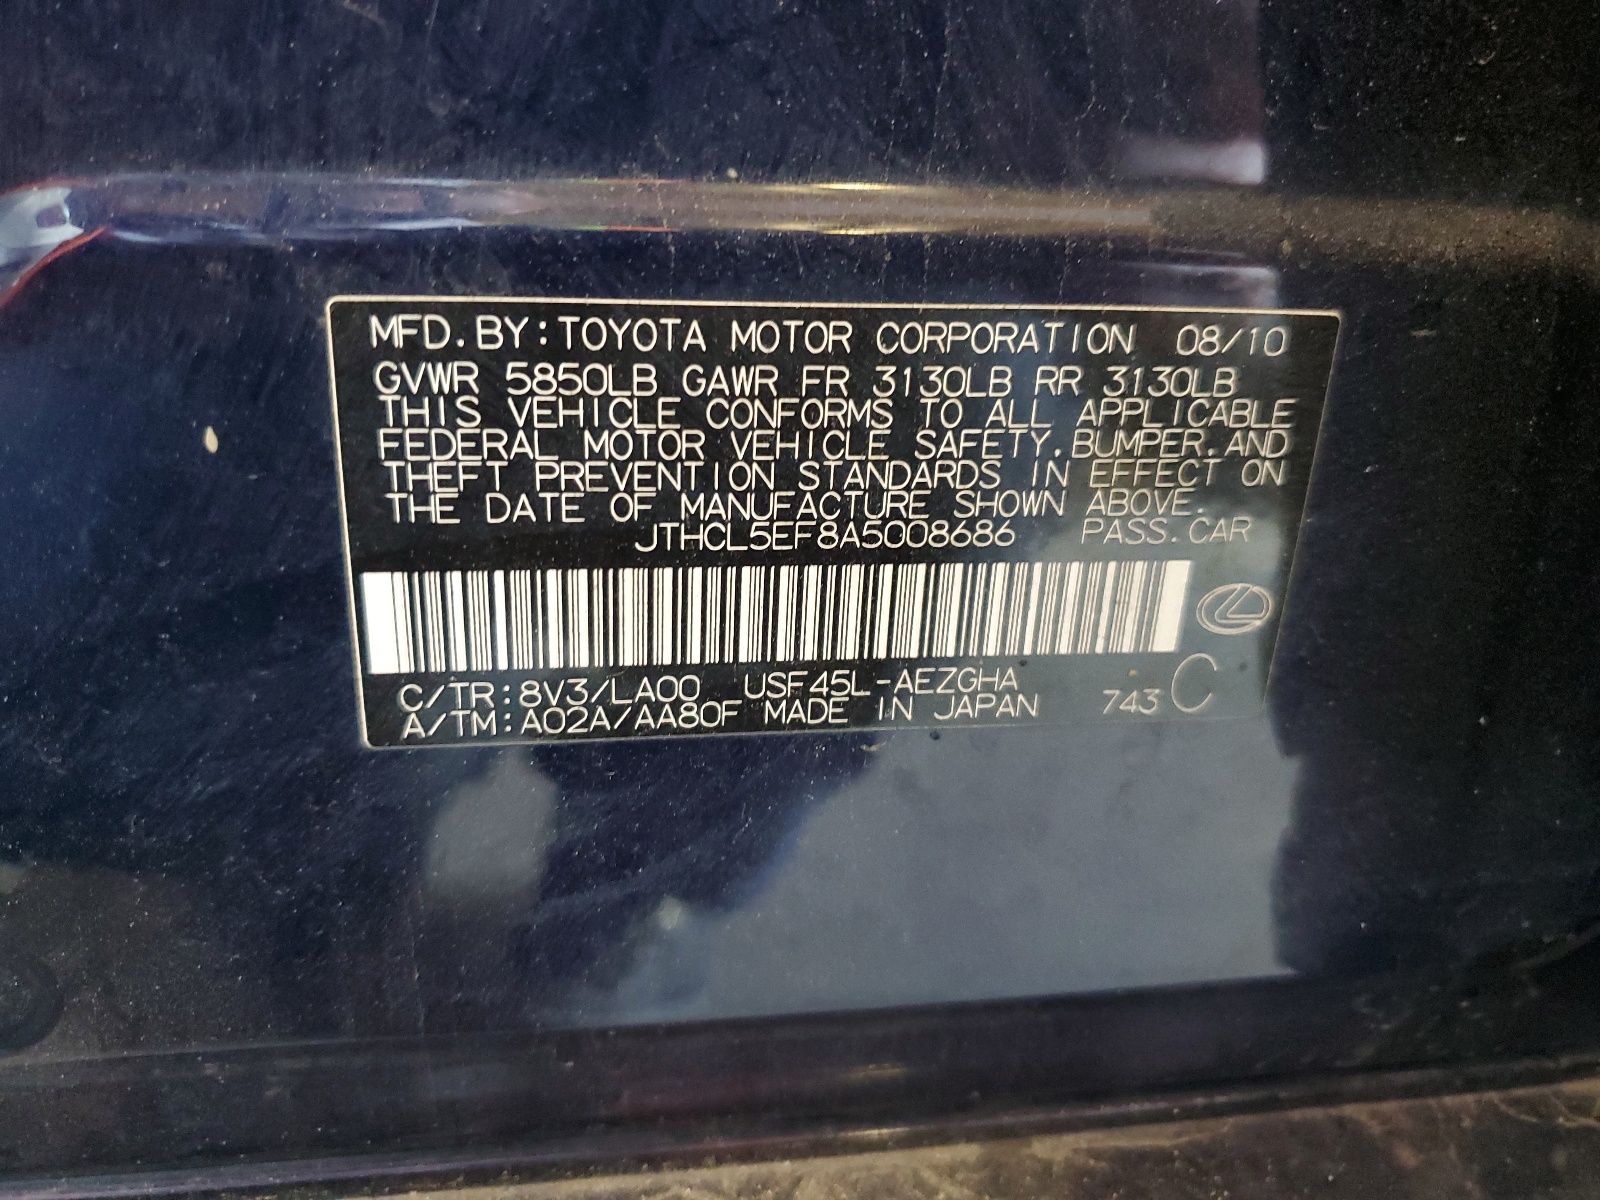 MFD. BY: TOYOTA MOTOR CORPORATION 08/10
GVWR 5850LB GAWR FR 3130LB RR 3130LB
THIS VEHICLE CONFORMS TO ALL APPLICABLE
FEDERAL MOTOR VEHICLE SAFETY, BUMPER, AND
THEFT PREVENTION STANDARDS IN EFFECT ON
THE DATE OF MANUFACTURE SHOWN ABOVE.
JTHCL5EF8A5008686 PASS. CAR
C/TR: 8V3/LA00 USF45L-AEZGHA
A/TM: A02A/AA80F MADE IN JAPAN 743 C